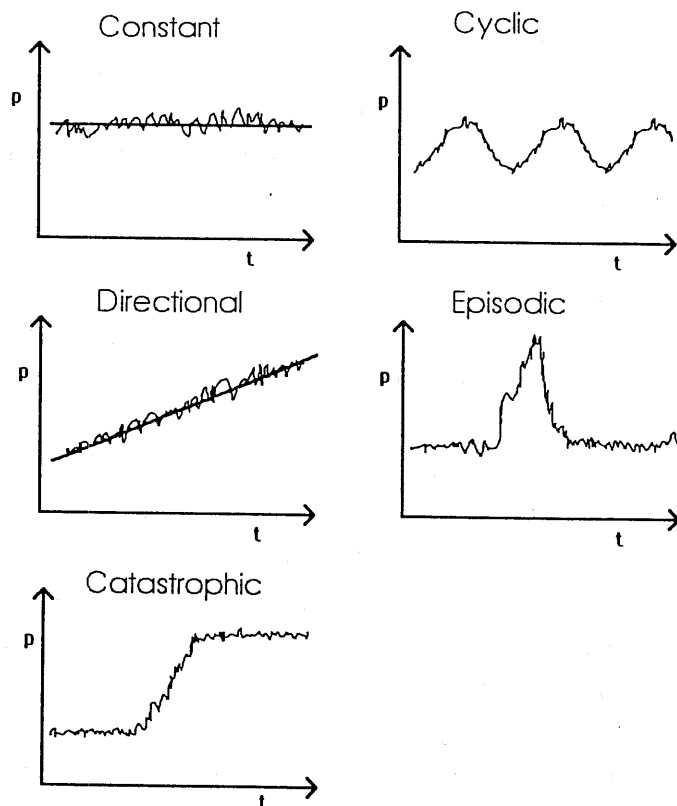 Constant
p
t
Cyclic
p
t
Directional
p
t
Episodic
p
t
Catastrophic
p
t